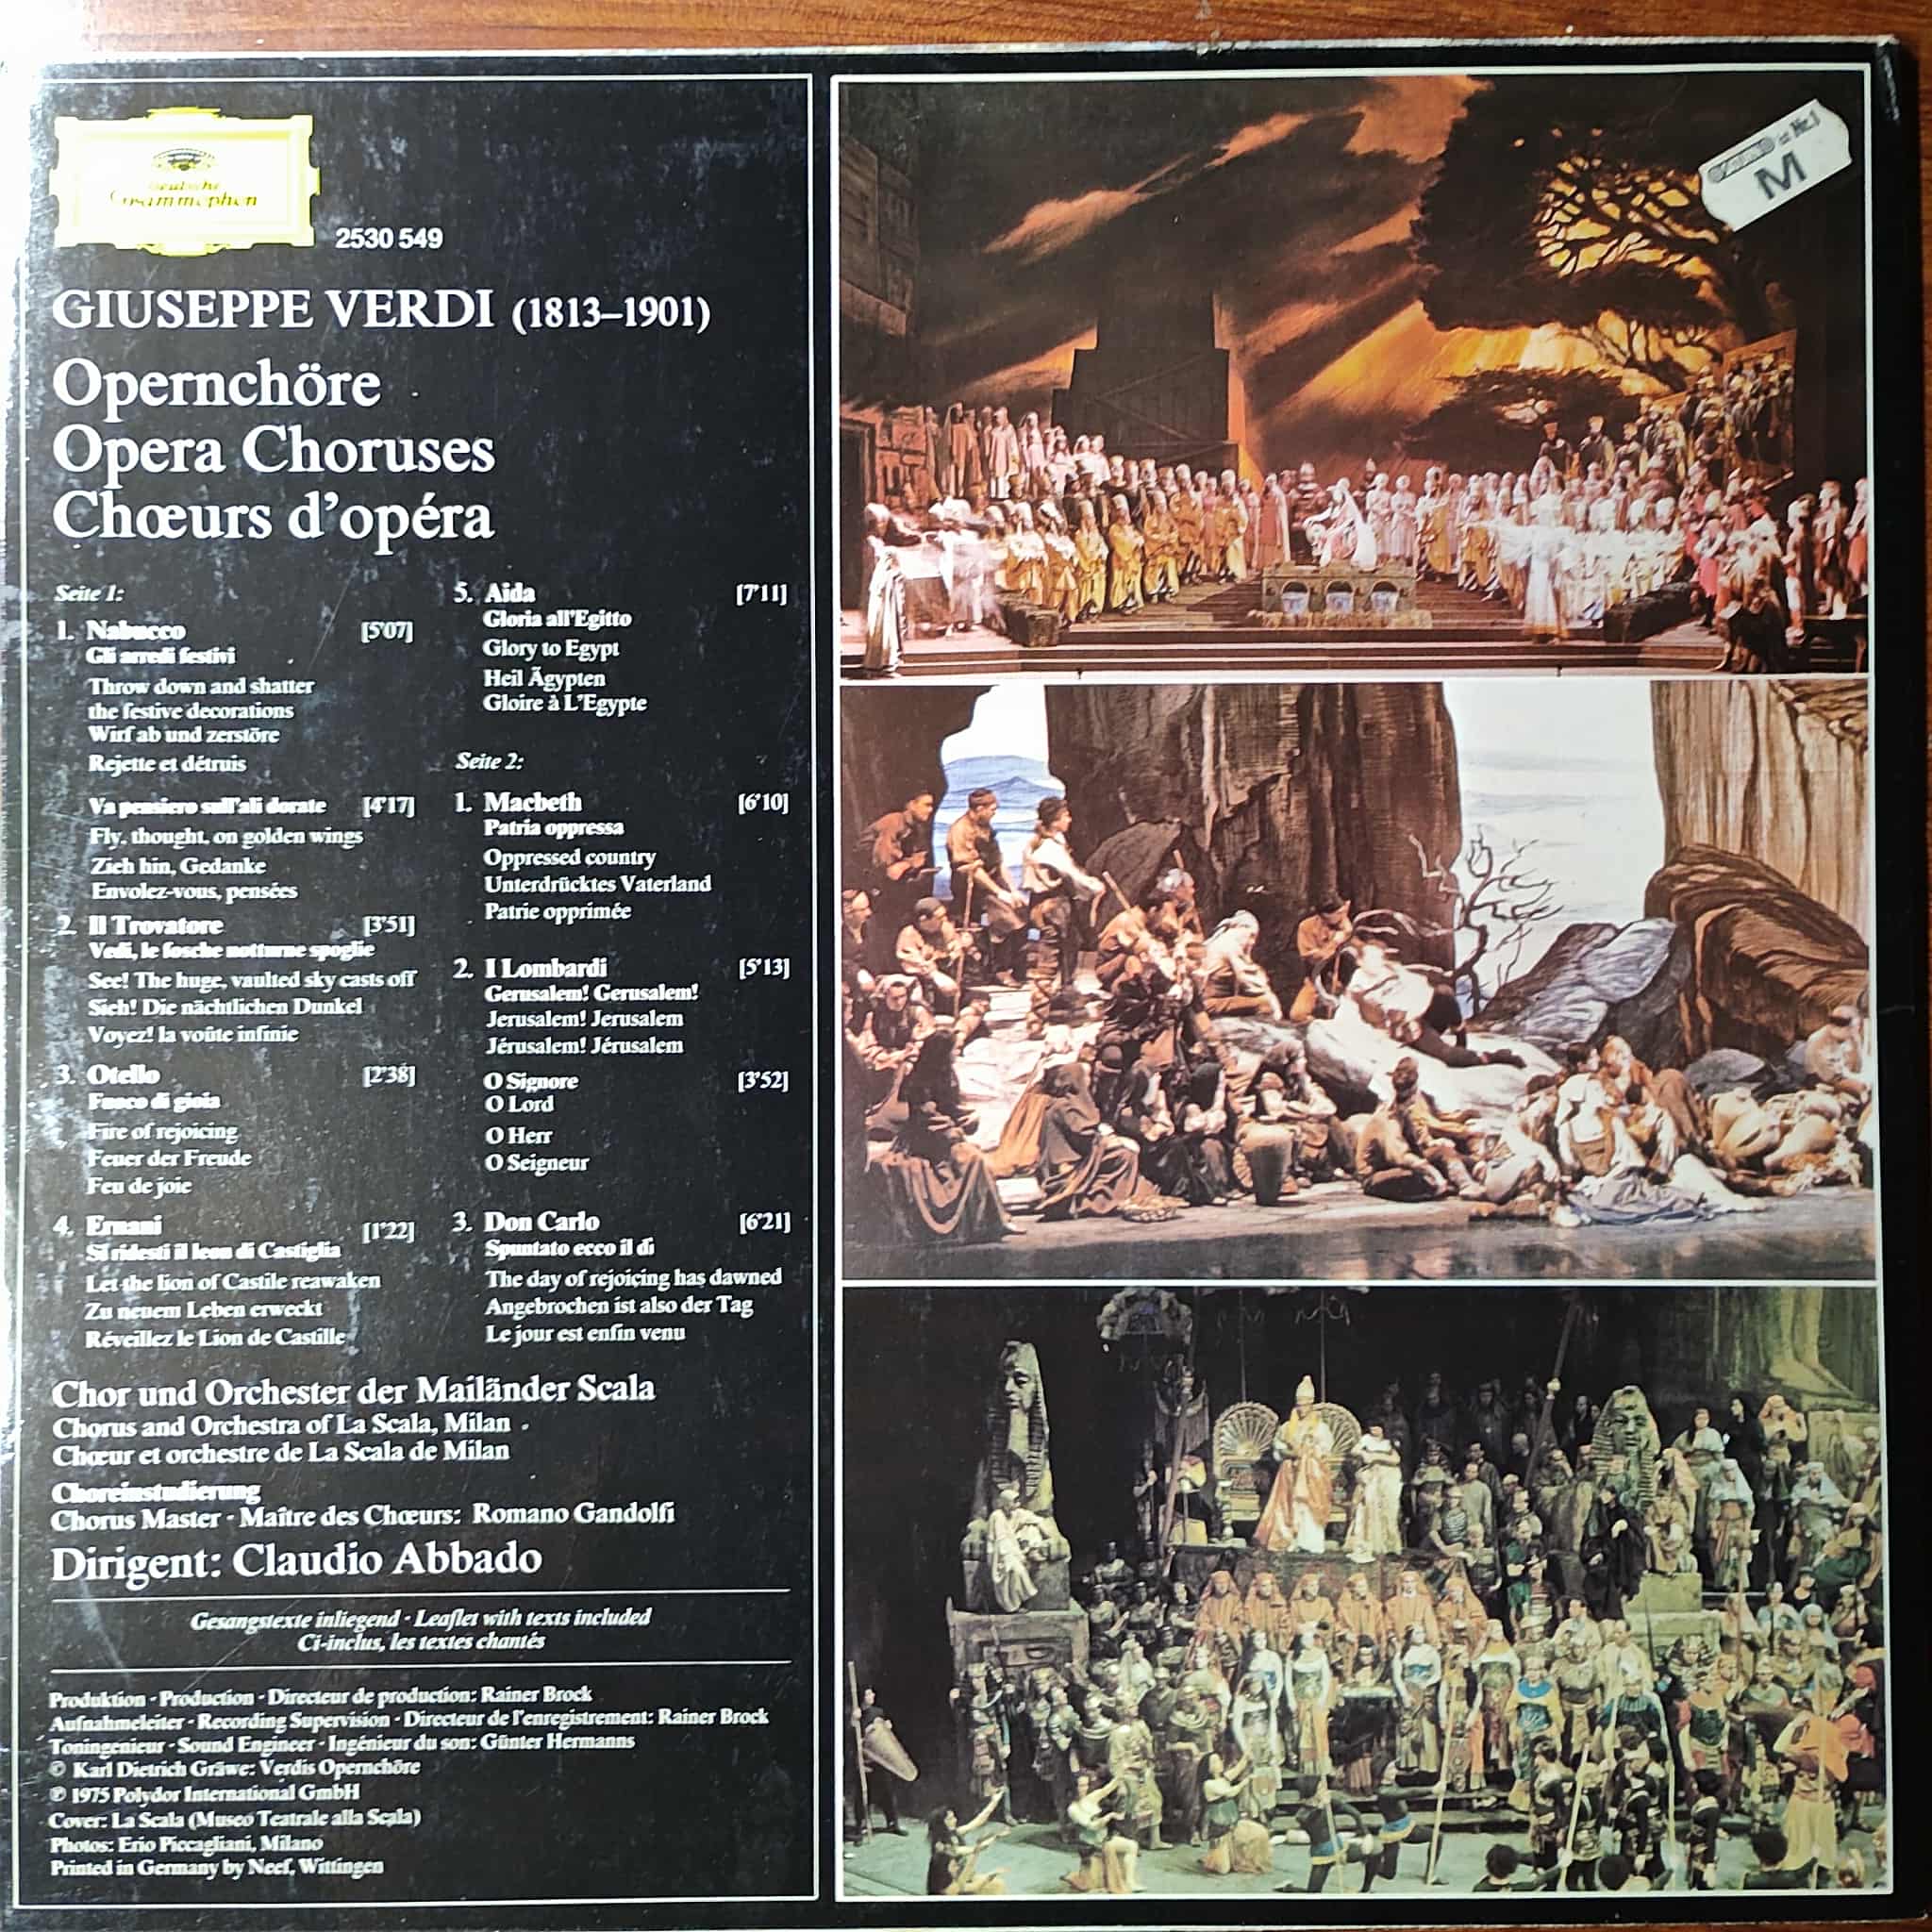 Deutsche
Grammophon
2530 549
GIUSEPPE VERDI (1813–1901)
Opernchöre
Opera Choruses
Chœurs d'opéra
Seite 1:
1. Nabucco [5'07]
Gli arredi festivi
Throw down and shatter
the festive decorations
Wirf ab und zerstöre
Rejette et détruis
Va pensiero sull'ali dorate [4'17]
Fly, thought, on golden wings
Zieh hin, Gedanke
Envolez-vous, pensées
2. Il Trovatore [3'51]
Vedi, le fosche notturne spoglie
See! The huge, vaulted sky casts off
Sieh! Die nächtlichen Dunkel
Voyez! la voûte infinie
3. Otello [2'38]
Fuoco di gioia
Fire of rejoicing
Feuer der Freude
Feu de joie
4. Ernani [1'22]
Si ridesti il leon di Castiglia
Let the lion of Castile reawaken
Zu neuem Leben erweckt
Réveillez le Lion de Castille
5. Aida [7'11]
Gloria all'Egitto
Glory to Egypt
Heil Ägypten
Gloire à L'Egypte
Seite 2:
1. Macbeth [6'10]
Patria oppressa
Oppressed country
Unterdrücktes Vaterland
Patrie opprimée
2. I Lombardi [5'13]
Gerusalem! Gerusalem!
Jerusalem! Jerusalem
Jérusalem! Jérusalem
O Signore [3'52]
O Lord
O Herr
O Seigneur
3. Don Carlo [6'21]
Spuntato ecco il dì
The day of rejoicing has dawned
Angebrochen ist also der Tag
Le jour est enfin venu
Chor und Orchester der Mailänder Scala
Chorus and Orchestra of La Scala, Milan
Chœur et orchestre de La Scala de Milan
Choreinstudierung
Chorus Master · Maître des Chœurs: Romano Gandolfi
Dirigent: Claudio Abbado
Gesangstexte inliegend · Leaflet with texts included
Ci-inclus, les textes chantés
Produktion · Production · Directeur de production: Rainer Brock
Aufnahmeleiter · Recording Supervision · Directeur de l'enregistrement: Rainer Brock
Toningenieur · Sound Engineer · Ingénieur du son: Günter Hermanns
© Karl Dietrich Gräwe: Verdis Opernchöre
℗ 1975 Polydor International GmbH
Cover: La Scala (Museo Teatrale alla Scala)
Photos: Erio Piccagliani, Milano
Printed in Germany by Neef, Wittingen
ist Nr. 1
M